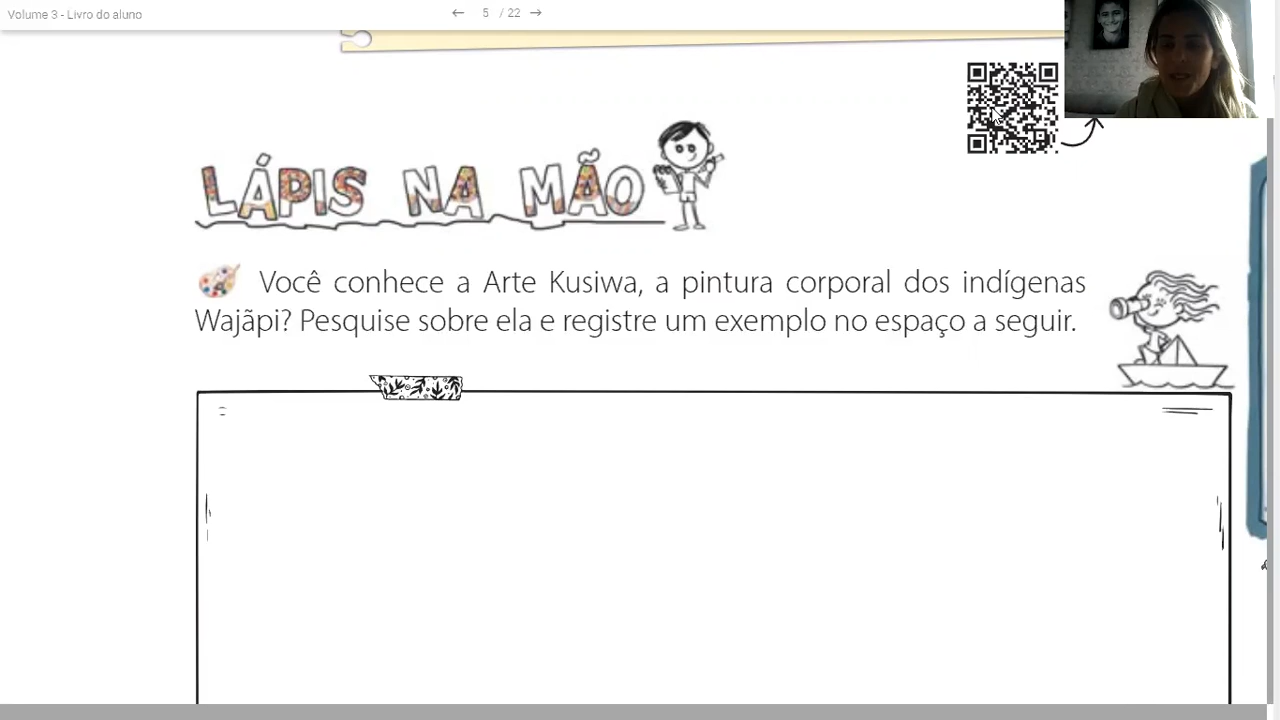 Volume 3 - Livro do aluno
← 5 / 22 →
LÁPIS NA MÃO
Você conhece a Arte Kusiwa, a pintura corporal dos indígenas
Wajãpi? Pesquise sobre ela e registre um exemplo no espaço a seguir.